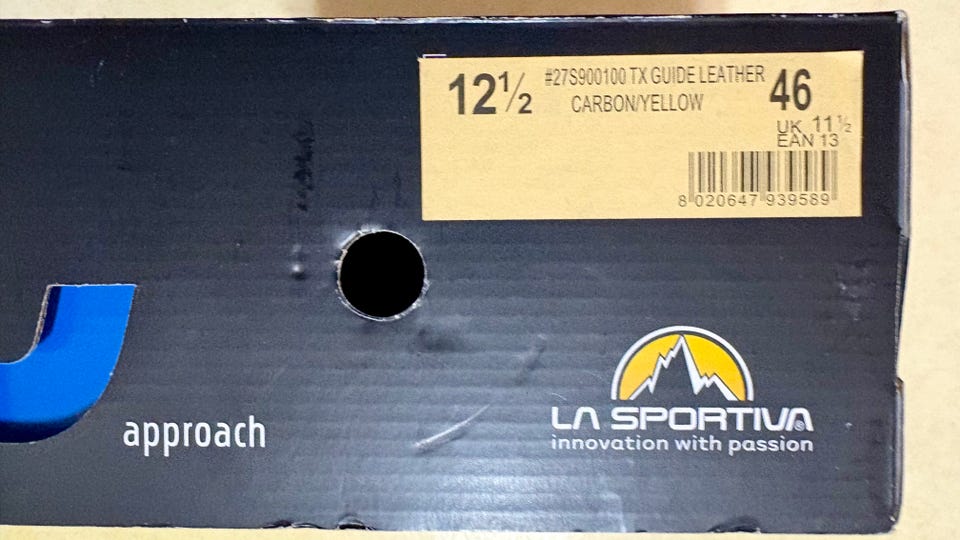 12½ #27S900100 TX GUIDE LEATHER 46
CARBON/YELLOW
UK 11½
EAN 13
8 020647 939589
approach
LA SPORTIVA®
innovation with passion